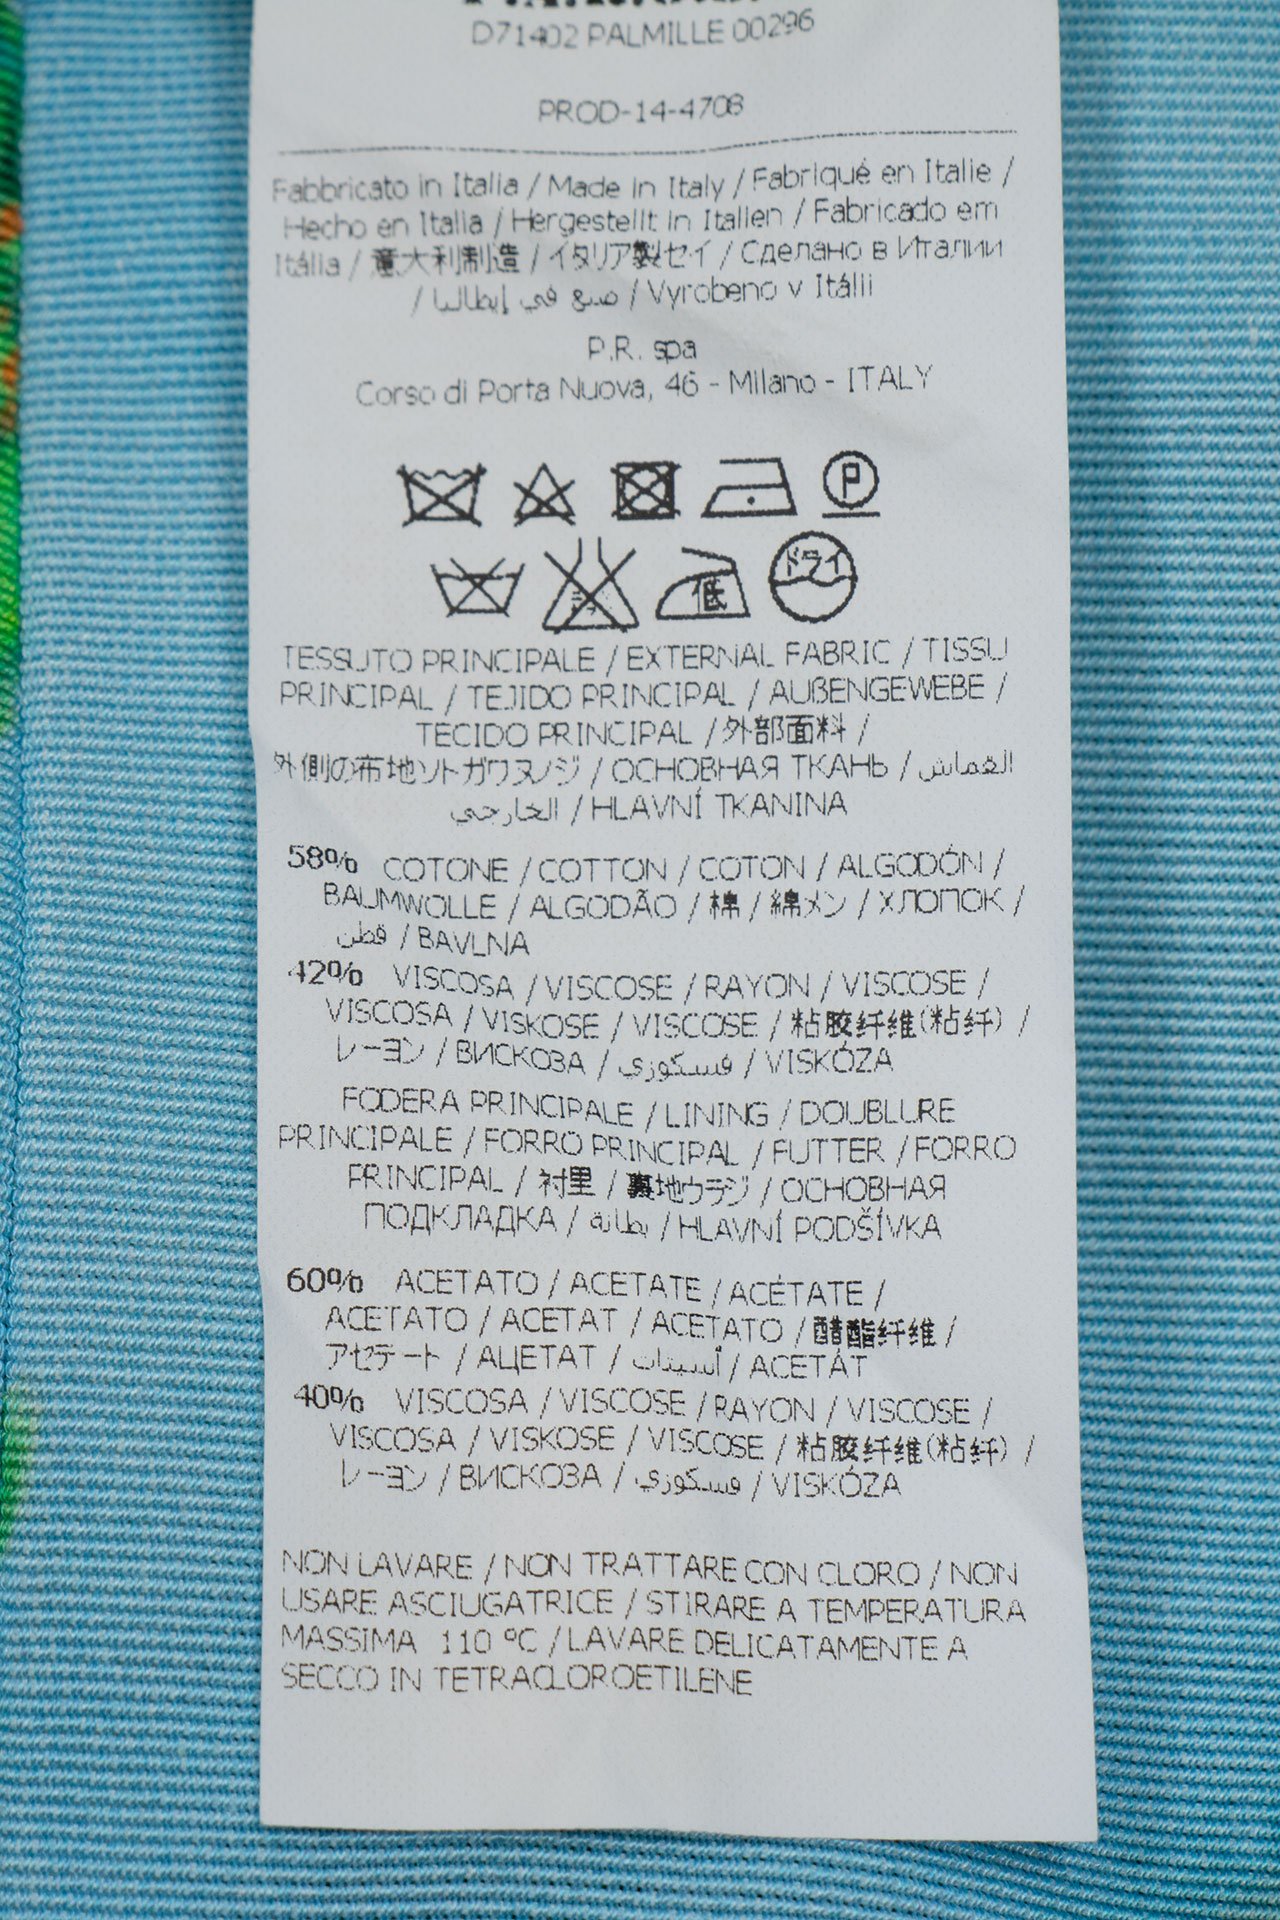 D71402 PALMILLE 00296
PROD-14-4708
Fabbricato in Italia / Made in Italy / Fabriqué en Italie /
Hecho en Italia / Hergestellt in Italien / Fabricado em
Itália / 意大利制造 / イタリア製セイ / Сделано в Италии
/ صنع في إيطاليا / Vyrobeno v Itálii
P.R. spa
Corso di Porta Nuova, 46 - Milano - ITALY
P
ドライ
低
TESSUTO PRINCIPALE / EXTERNAL FABRIC / TISSU
PRINCIPAL / TEJIDO PRINCIPAL / AUßENGEWEBE /
TECIDO PRINCIPAL / 外部面料 /
外側の布地ソトガワヌノジ / ОСНОВНАЯ ТКАНЬ / القماش
الخارجي / HLAVNÍ TKANINA
58% COTONE / COTTON / COTON / ALGODÓN /
BAUMWOLLE / ALGODÃO / 棉 / 綿メン / ХЛОПОК /
قطن / BAVLNA
42% VISCOSA / VISCOSE / RAYON / VISCOSE /
VISCOSA / VISKOSE / VISCOSE / 粘胶纤维(粘纤) /
レーヨン / ВИСКОЗА / فسكوزي / VISKÓZA
FODERA PRINCIPALE / LINING / DOUBLURE
PRINCIPALE / FORRO PRINCIPAL / FUTTER / FORRO
PRINCIPAL / 衬里 / 裏地ウラジ / ОСНОВНАЯ
ПОДКЛАДКА / بطانة / HLAVNÍ PODŠÍVKA
60% ACETATO / ACETATE / ACÉTATE /
ACETATO / ACETAT / ACETATO / 醋酯纤维 /
アセテート / АЦЕТАТ / أسيتات / ACETÁT
40% VISCOSA / VISCOSE / RAYON / VISCOSE /
VISCOSA / VISKOSE / VISCOSE / 粘胶纤维(粘纤) /
レーヨン / ВИСКОЗА / فسكوزي / VISKÓZA
NON LAVARE / NON TRATTARE CON CLORO / NON
USARE ASCIUGATRICE / STIRARE A TEMPERATURA
MASSIMA 110 °C / LAVARE DELICATAMENTE A
SECCO IN TETRACLOROETILENE